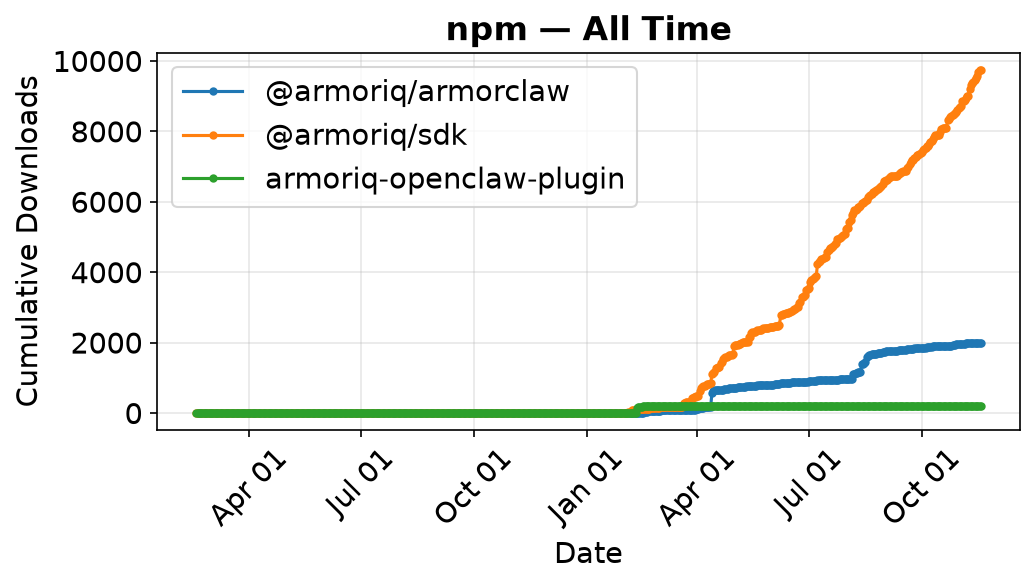 npm — All Time
Cumulative Downloads
10000
8000
6000
4000
2000
0
@armoriq/armorclaw
@armoriq/sdk
armoriq-openclaw-plugin
Apr 01
Jul 01
Oct 01
Jan 01
Apr 01
Jul 01
Oct 01
Date